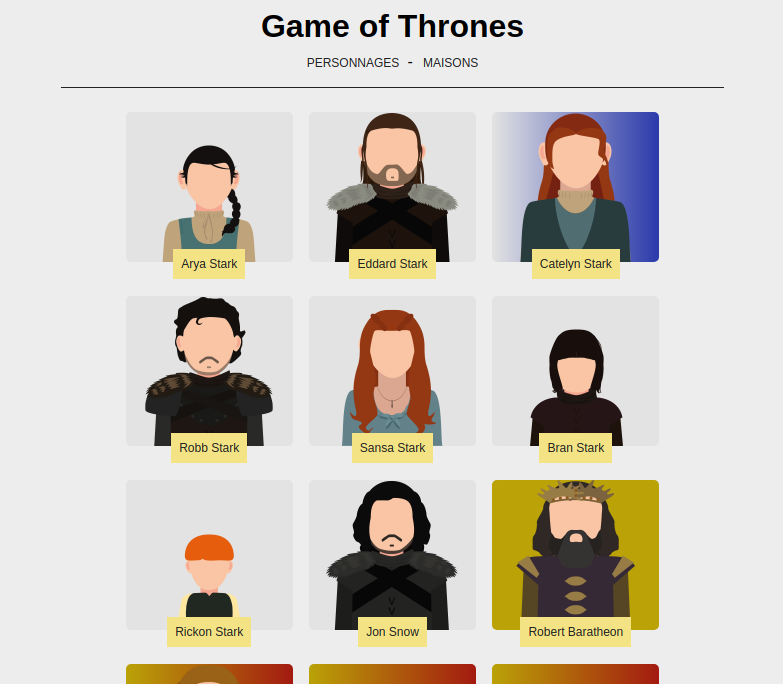 Game of Thrones
PERSONNAGES - MAISONS
Arya Stark
Eddard Stark
Catelyn Stark
Robb Stark
Sansa Stark
Bran Stark
Rickon Stark
Jon Snow
Robert Baratheon